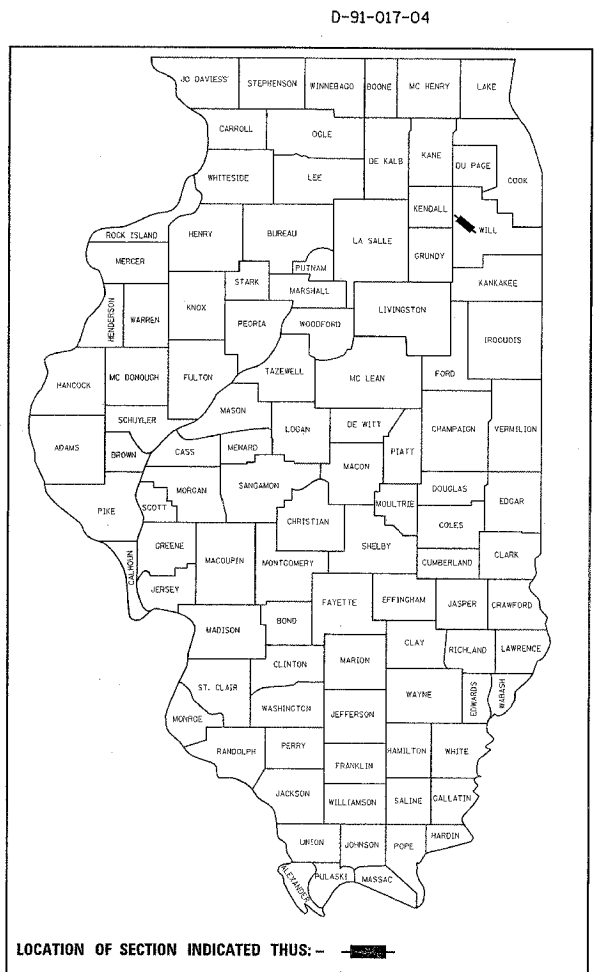 D-91-017-04
JO DAVIESS'
STEPHENSON
WINNEBAGO
BOONE
MC HENRY
LAKE
CARROLL
OGLE
DE KALB
KANE
DU PAGE
COOK
WHITESIDE
LEE
KENDALL
WILL
ROCK ISLAND
HENRY
BUREAU
LA SALLE
GRUNDY
MERCER
PUTNAM
KANKAKEE
STARK
MARSHALL
HENDERSON
WARREN
KNOX
PEORIA
WOODFORD
LIVINGSTON
IROQUOIS
HANCOCK
MC DONOUGH
FULTON
TAZEWELL
MC LEAN
FORD
MASON
SCHUYLER
LOGAN
DE WITT
CHAMPAIGN
VERMILION
ADAMS
BROWN
CASS
MENARD
PIATT
MACON
SANGAMON
MORGAN
DOUGLAS
EDGAR
PIKE
SCOTT
CHRISTIAN
MOULTRIE
COLES
GREENE
MACOUPIN
MONTGOMERY
SHELBY
CUMBERLAND
CLARK
CALHOUN
JERSEY
FAYETTE
EFFINGHAM
JASPER
CRAWFORD
MADISON
BOND
CLAY
RICHLAND
LAWRENCE
CLINTON
MARION
ST. CLAIR
WAYNE
EDWARDS
WABASH
WASHINGTON
JEFFERSON
MONROE
RANDOLPH
PERRY
HAMILTON
WHITE
FRANKLIN
JACKSON
WILLIAMSON
SALINE
GALLATIN
UNION
JOHNSON
POPE
HARDIN
ALEXANDER
PULASKI
MASSAC
LOCATION OF SECTION INDICATED THUS: -